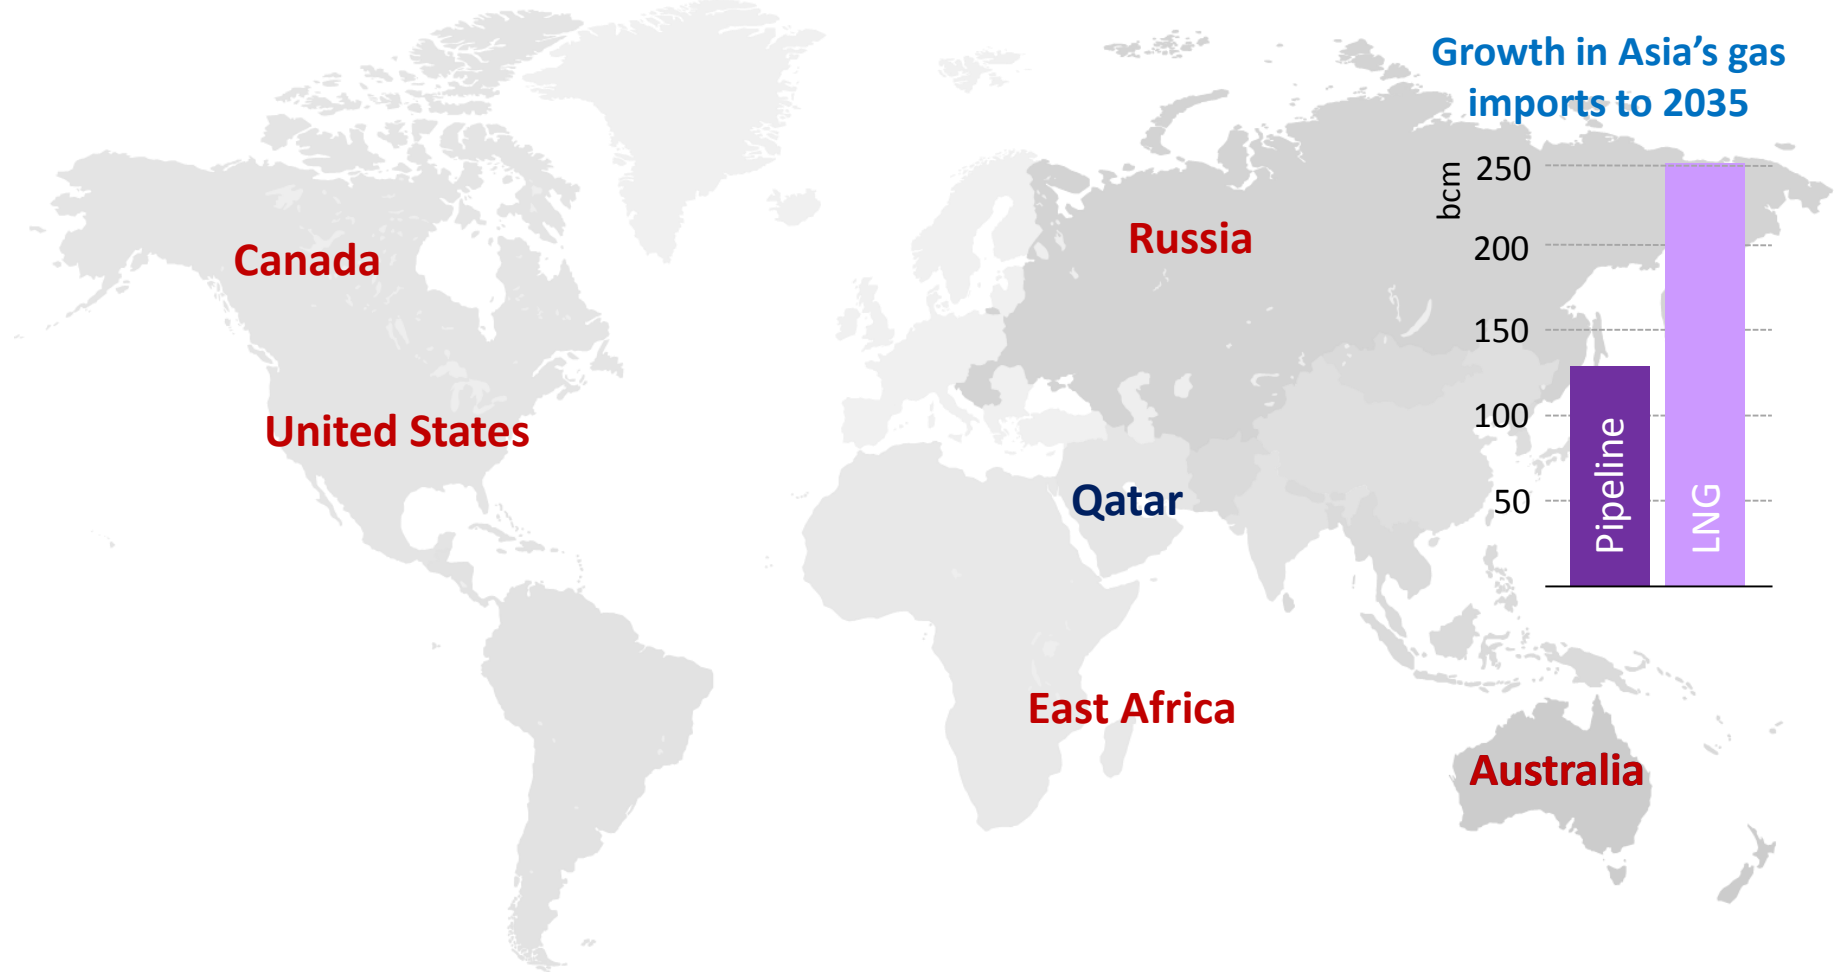 Growth in Asia’s gas
imports to 2035
bcm
250
200
150
100
50
Pipeline
LNG
Canada
Russia
United States
Qatar
East Africa
Australia